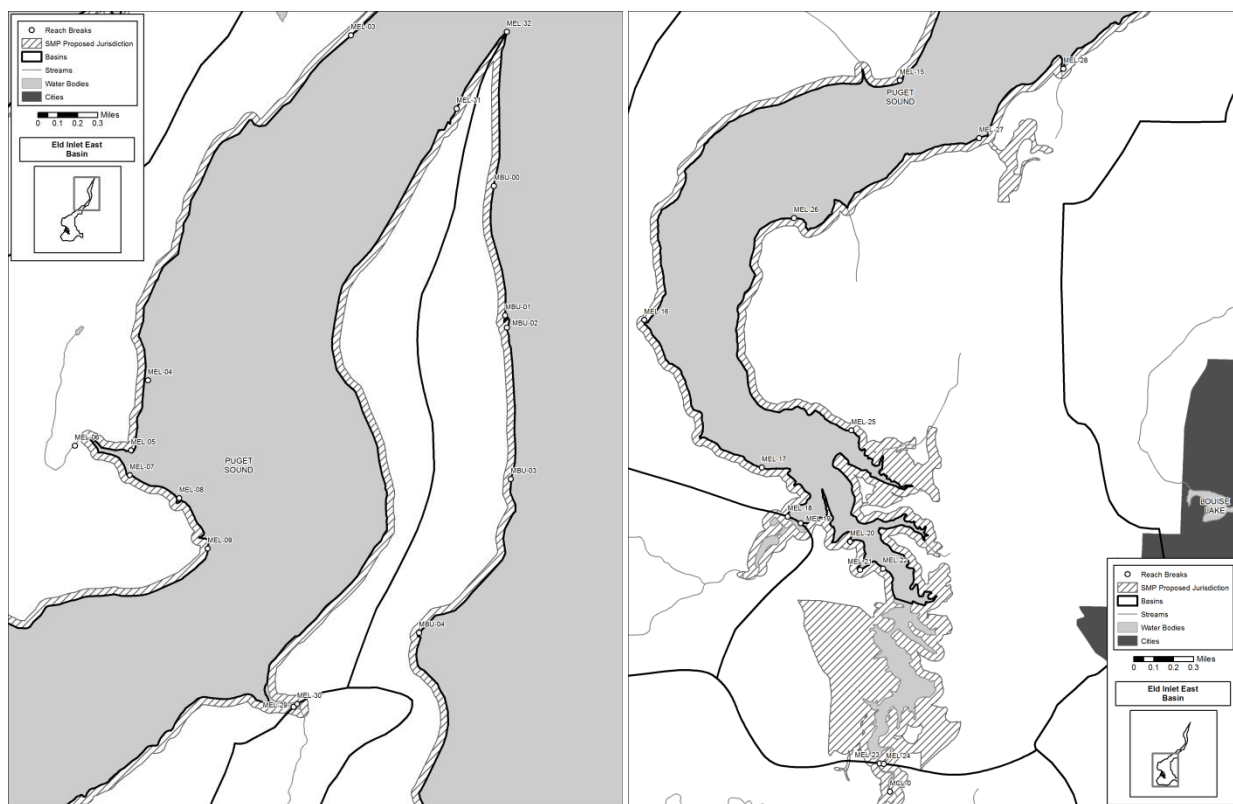 Reach Breaks
SMP Proposed Jurisdiction
Basins
Streams
Water Bodies
Cities
Miles
0 0.1 0.2 0.3
Eld Inlet East
Basin
MEL-03
MEL-32
MEL-31
MBU-00
MBU-01
MBU-02
MEL-04
MEL-06
MEL-05
PUGET
SOUND
MEL-07
MBU-03
MEL-08
MEL-09
MBU-04
MEL-30
MEL-29
MEL-28
MEL-15
PUGET
SOUND
MEL-27
MEL-26
MEL-16
MEL-25
MEL-17
LOUISE
LAKE
MEL-18
MEL-19
MEL-20
MEL-21
MEL-22
MEL-23
MEL-24
Reach Breaks
SMP Proposed Jurisdiction
Basins
Streams
Water Bodies
Cities
Miles
0 0.1 0.2 0.3
Eld Inlet East
Basin